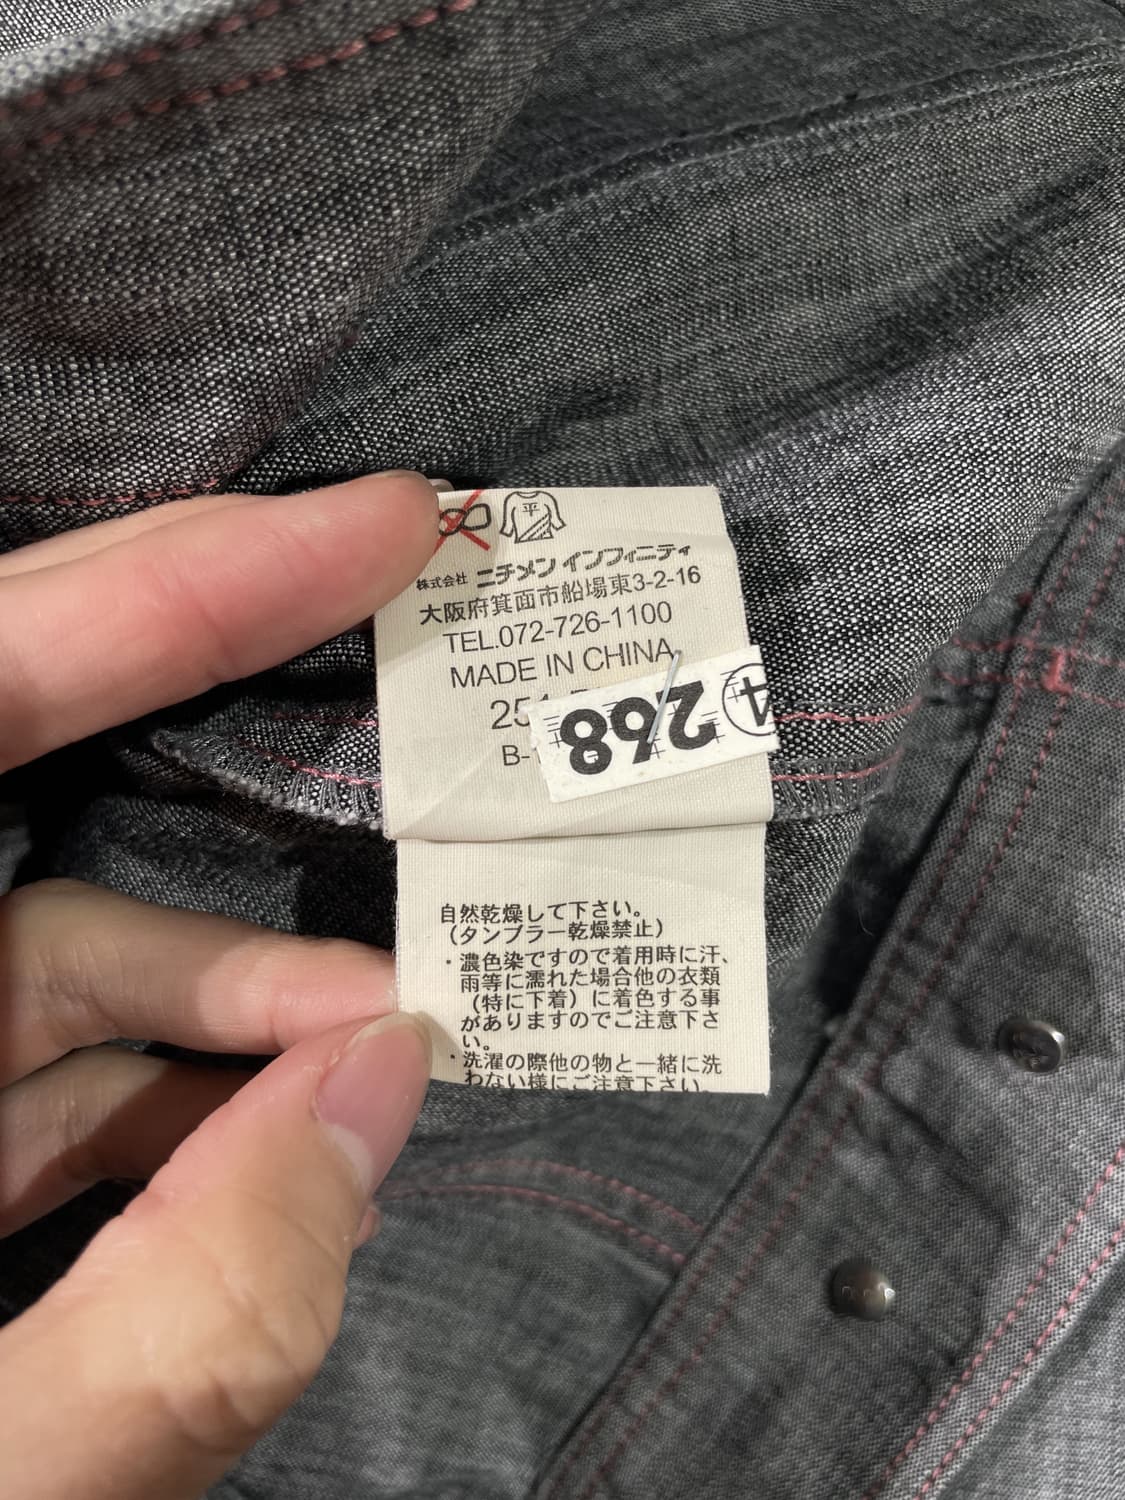 平
株式会社 ニチメン インフィニティ
大阪府箕面市船場東3-2-16
TEL.072-726-1100
MADE IN CHINA
25
B-
268 4
自然乾燥して下さい。
(タンブラー乾燥禁止)
・濃色染ですので着用時に汗、
雨等に濡れた場合他の衣類
(特に下着)に着色する事
がありますのでご注意下さ
い。
・洗濯の際他の物と一緒に洗
わない様にご注意下さい